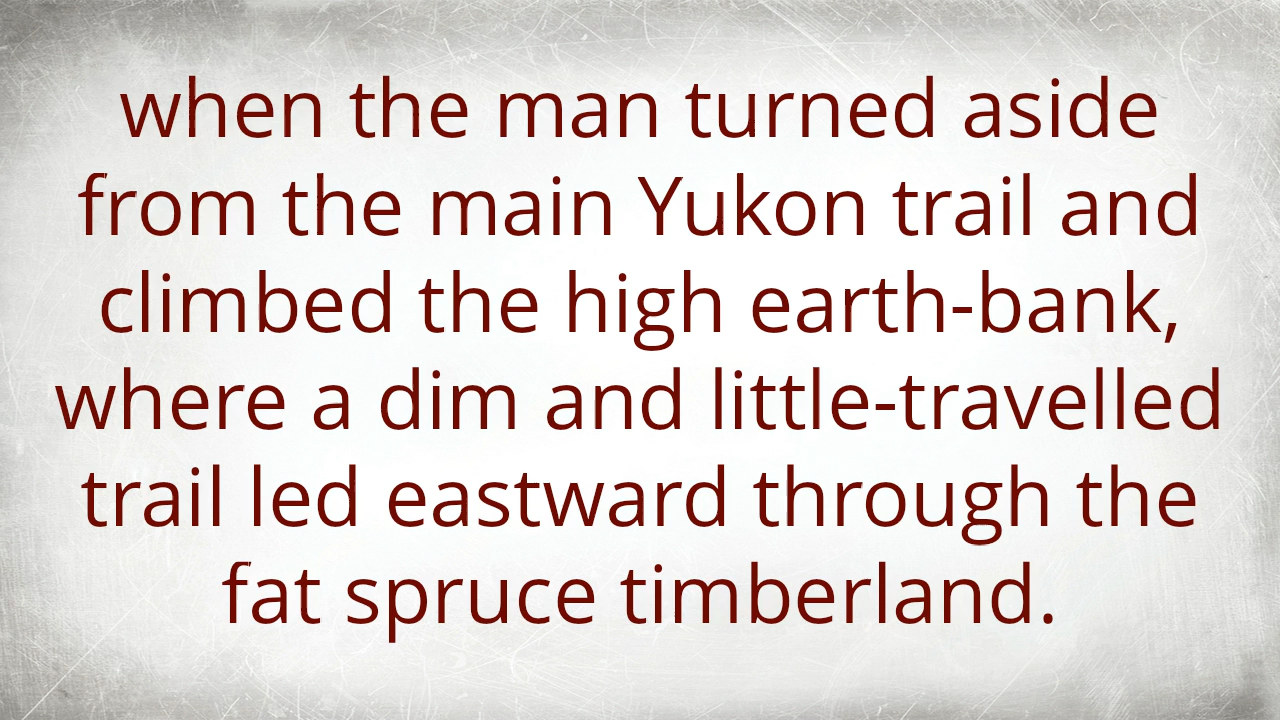 when the man turned aside
from the main Yukon trail and
climbed the high earth-bank,
where a dim and little-travelled
trail led eastward through the
fat spruce timberland.